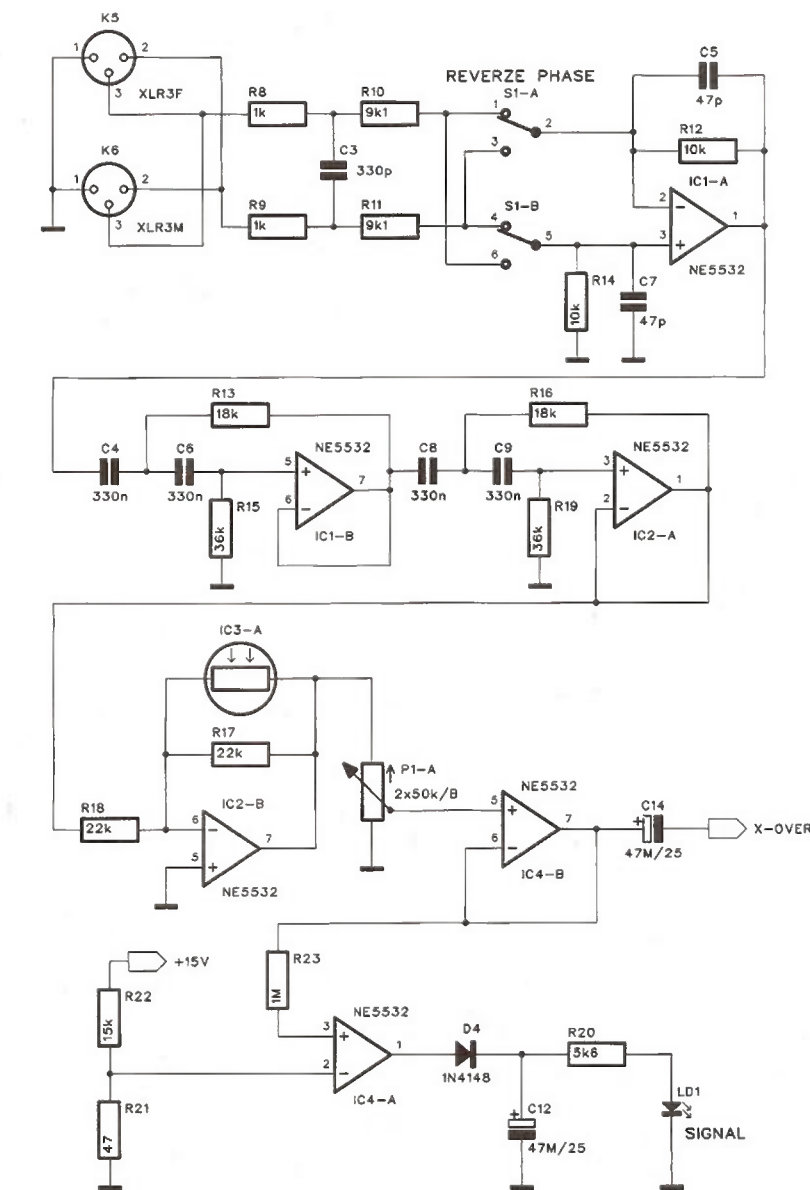 K5
1
2
3
XLR3F
K6
1
2
3
XLR3M
R8
1k
R10
9k1
C3
330p
R9
1k
R11
9k1
REVERZE PHASE
S1-A
1
2
3
S1-B
4
5
6
C5
47p
R12
10k
IC1-A
2
-
1
3
+
NE5532
R14
10k
C7
47p
R13
18k
C4
330n
C6
330n
NE5532
5
+
7
6
-
IC1-B
R15
36k
R16
18k
C8
330n
C9
330n
NE5532
3
+
1
2
-
IC2-A
R19
36k
IC3-A
R17
22k
R18
22k
IC2-B
6
-
7
5
+
NE5532
P1-A
2x50k/B
NE5532
5
+
7
6
-
IC4-B
C14
+
47M/25
X-OVER
+15V
R22
15k
R21
47
R23
1M
NE5532
3
+
1
2
-
IC4-A
D4
1N4148
R20
5k6
C12
+
47M/25
LD1
SIGNAL